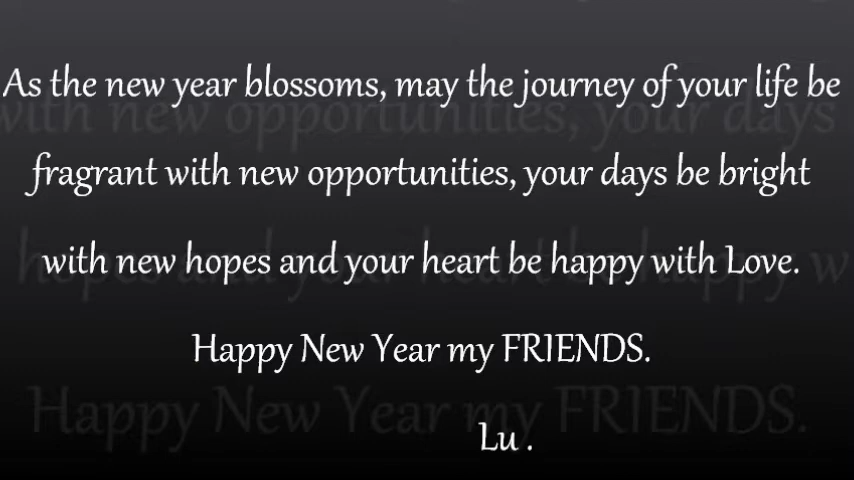 As the new year blossoms, may the journey of your life be
fragrant with new opportunities, your days be bright
with new hopes and your heart be happy with Love.
Happy New Year my FRIENDS.
Lu .